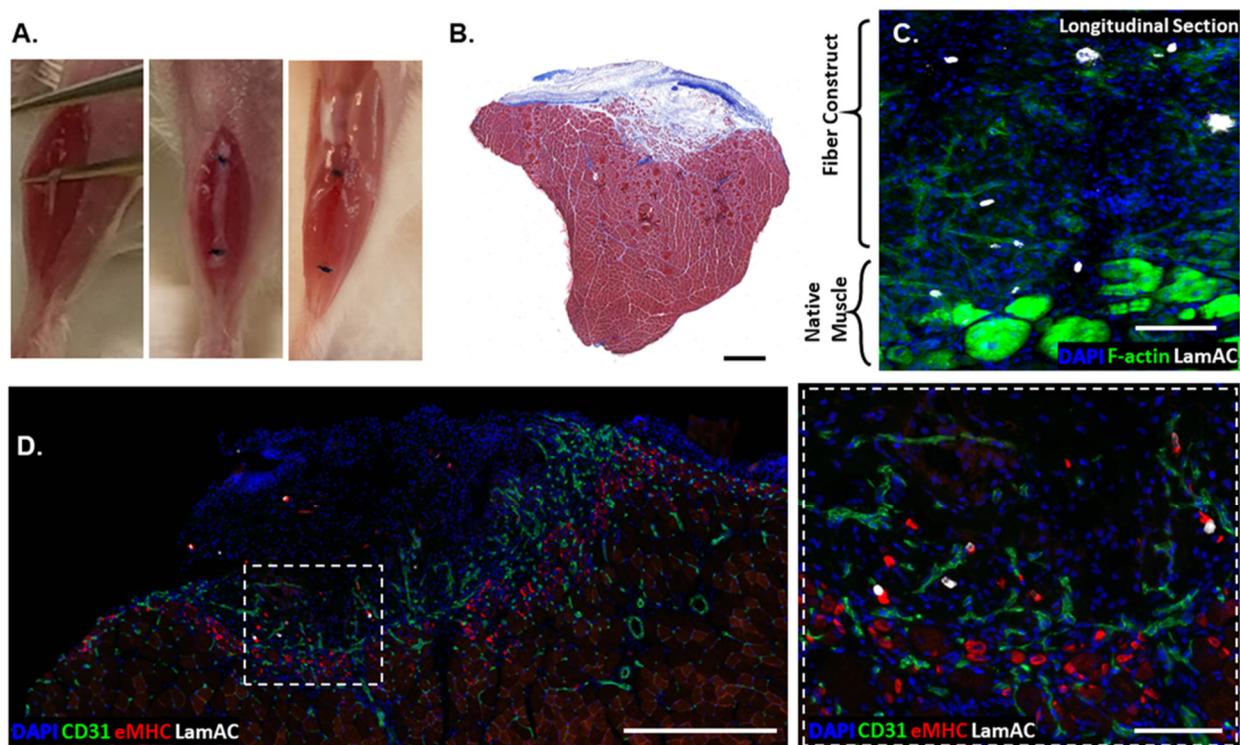 A.
B.
C.
Longitudinal Section
Fiber Construct
Native
Muscle
DAPI F-actin LamAC
D.
DAPI CD31 eMHC LamAC
DAPI CD31 eMHC LamAC